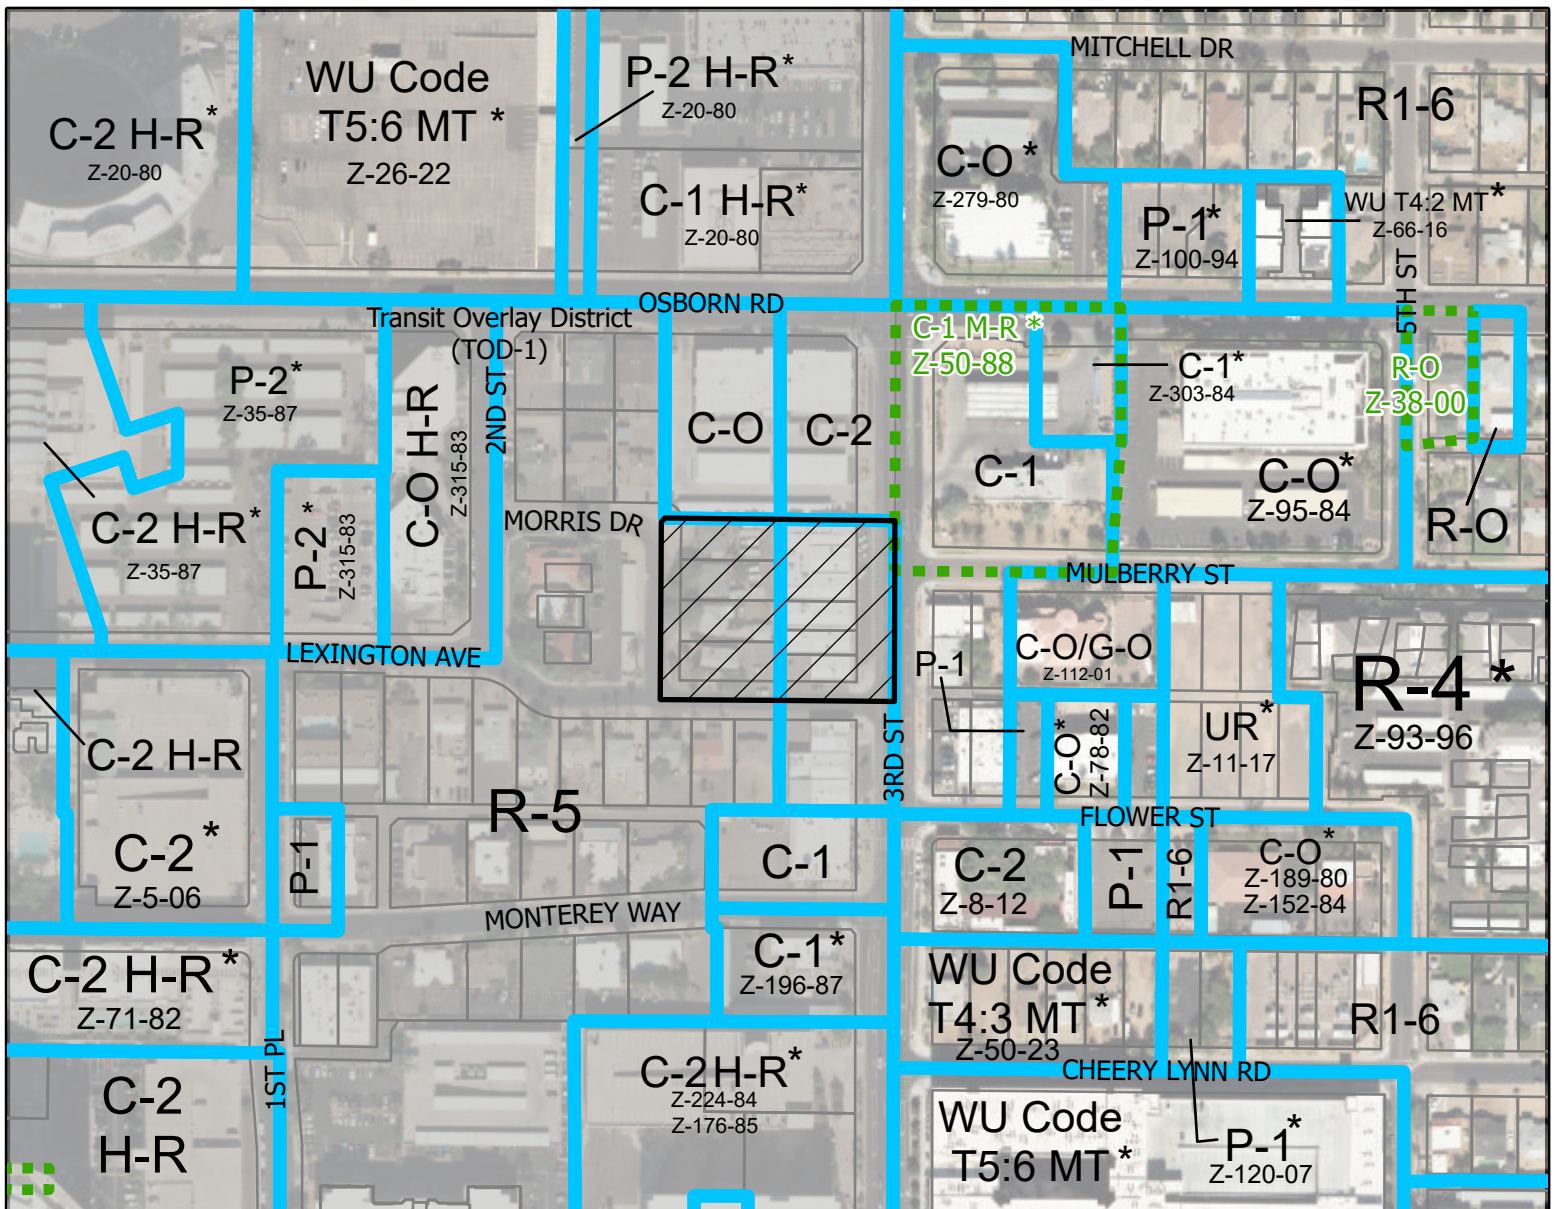 MITCHELL DR
WU Code
T5:6 MT *
Z-26-22
P-2 H-R*
Z-20-80
C-2 H-R*
Z-20-80
R1-6
C-O *
Z-279-80
C-1 H-R*
Z-20-80
P-1*
Z-100-94
WU T4:2 MT*
Z-66-16
5TH ST
OSBORN RD
Transit Overlay District
(TOD-1)
C-1 M-R *
Z-50-88
C-1*
Z-303-84
R-O
Z-38-00
P-2*
Z-35-87
C-O H-R
Z-315-83
2ND ST
C-O
C-2
C-1
C-O*
Z-95-84
R-O
C-2 H-R*
Z-35-87
P-2*
Z-315-83
MORRIS DR
MULBERRY ST
LEXINGTON AVE
P-1
C-O/G-O
Z-112-01
R-4 *
Z-93-96
C-2 H-R
3RD ST
C-O*
Z-78-82
UR*
Z-11-17
R-5
FLOWER ST
C-2*
Z-5-06
P-1
C-1
C-2
Z-8-12
P-1
R1-6
C-O*
Z-189-80
Z-152-84
MONTEREY WAY
C-2 H-R*
Z-71-82
C-1*
Z-196-87
WU Code
T4:3 MT *
Z-50-23
R1-6
1ST PL
C-2
H-R
C-2 H-R*
Z-224-84
Z-176-85
CHEERY LYNN RD
WU Code
T5:6 MT *
P-1*
Z-120-07